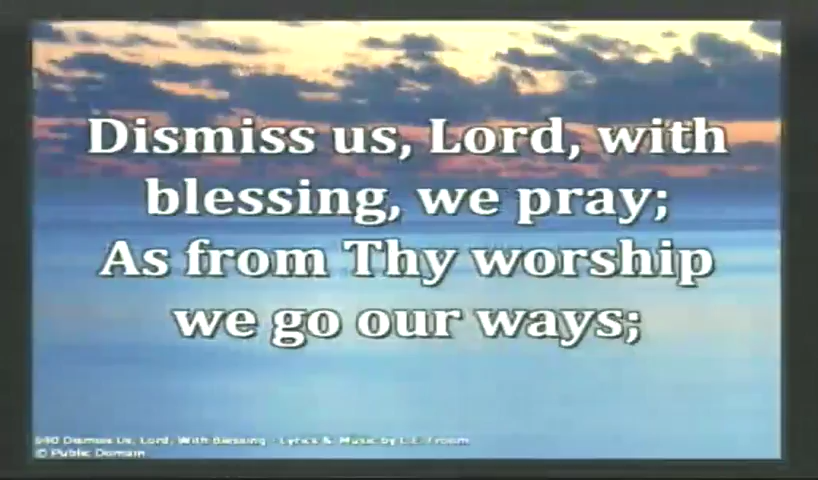 Dismiss us, Lord, with
blessing, we pray;
As from Thy worship
we go our ways;
Dismiss Us, Lord, With Blessing - Lyrics & Music by L.E. Froom
© Public Domain